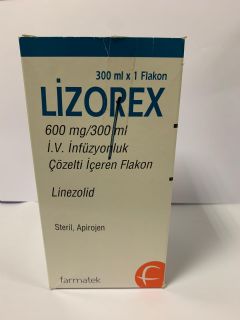 300 ml x 1 Flakon
LİZOREX
600 mg/300 ml
İ.V. İnfüzyonluk
Çözelti İçeren Flakon
Linezolid
Steril, Apirojen
farmatek